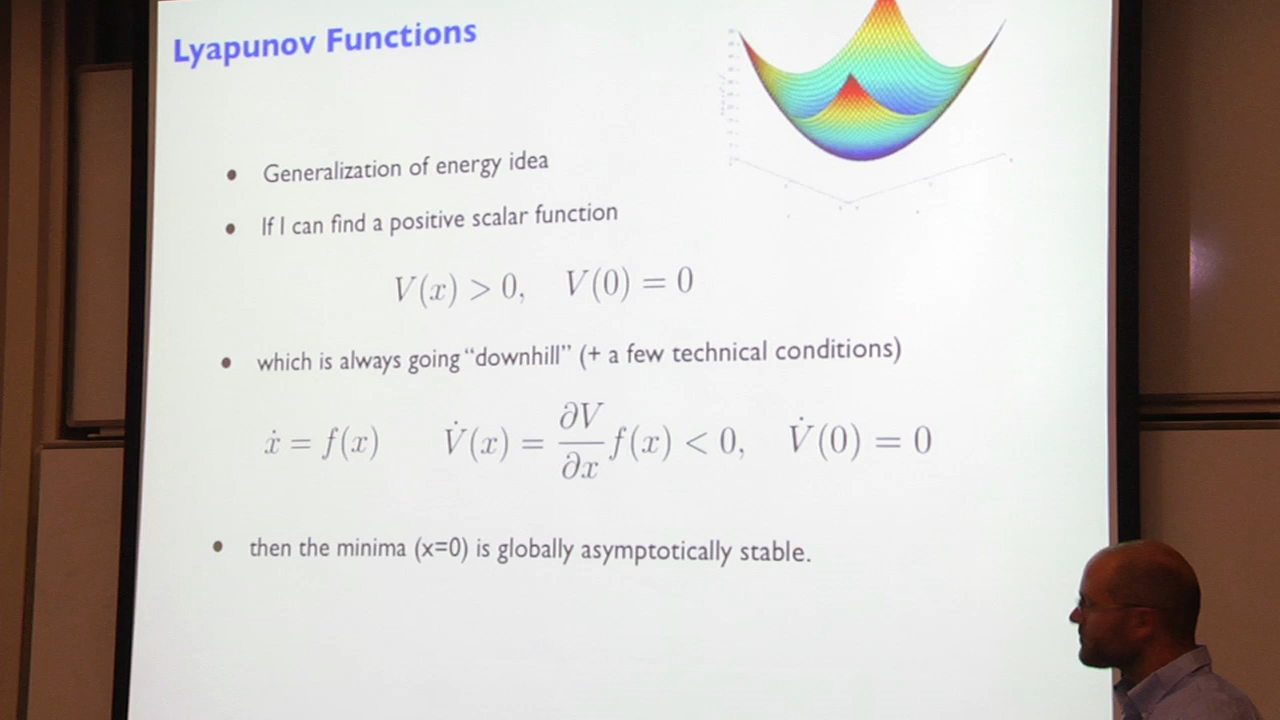 Lyapunov Functions
• Generalization of energy idea
• If I can find a positive scalar function
V(x) > 0, V(0) = 0
• which is always going “downhill” (+ a few technical conditions)
ẋ = f(x) V̇(x) = ∂V/∂x f(x) < 0, V̇(0) = 0
• then the minima (x=0) is globally asymptotically stable.